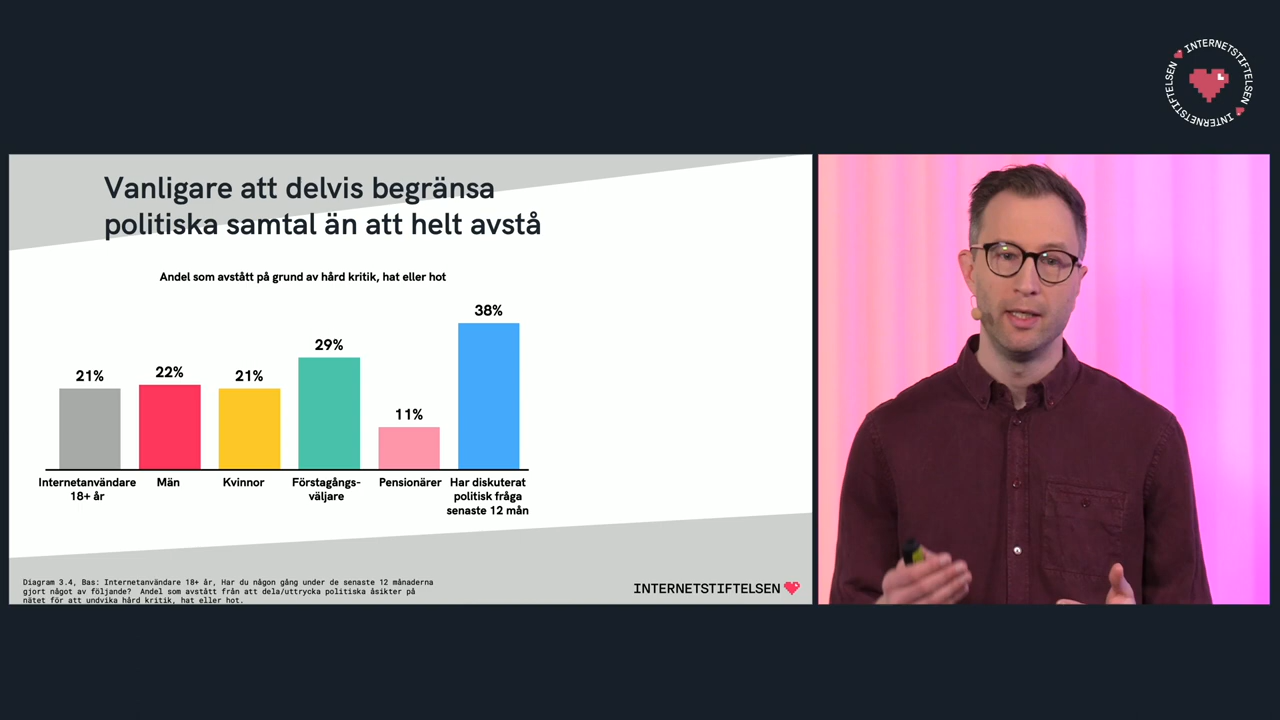 INTERNETSTIFTELSEN
INTERNETSTIFTELSEN
Vanligare att delvis begränsa
politiska samtal än att helt avstå
Andel som avstått på grund av hård kritik, hat eller hot
21%
22%
21%
29%
11%
38%
Internetanvändare
18+ år
Män
Kvinnor
Förstagångs-
väljare
Pensionärer
Har diskuterat
politisk fråga
senaste 12 mån
Diagram 3.4, Bas: Internetanvändare 18+ år, Har du någon gång under de senaste 12 månaderna
gjort något av följande? Andel som avstått från att dela/uttrycka politiska åsikter på
nätet för att undvika hård kritik, hat eller hot.
INTERNETSTIFTELSEN